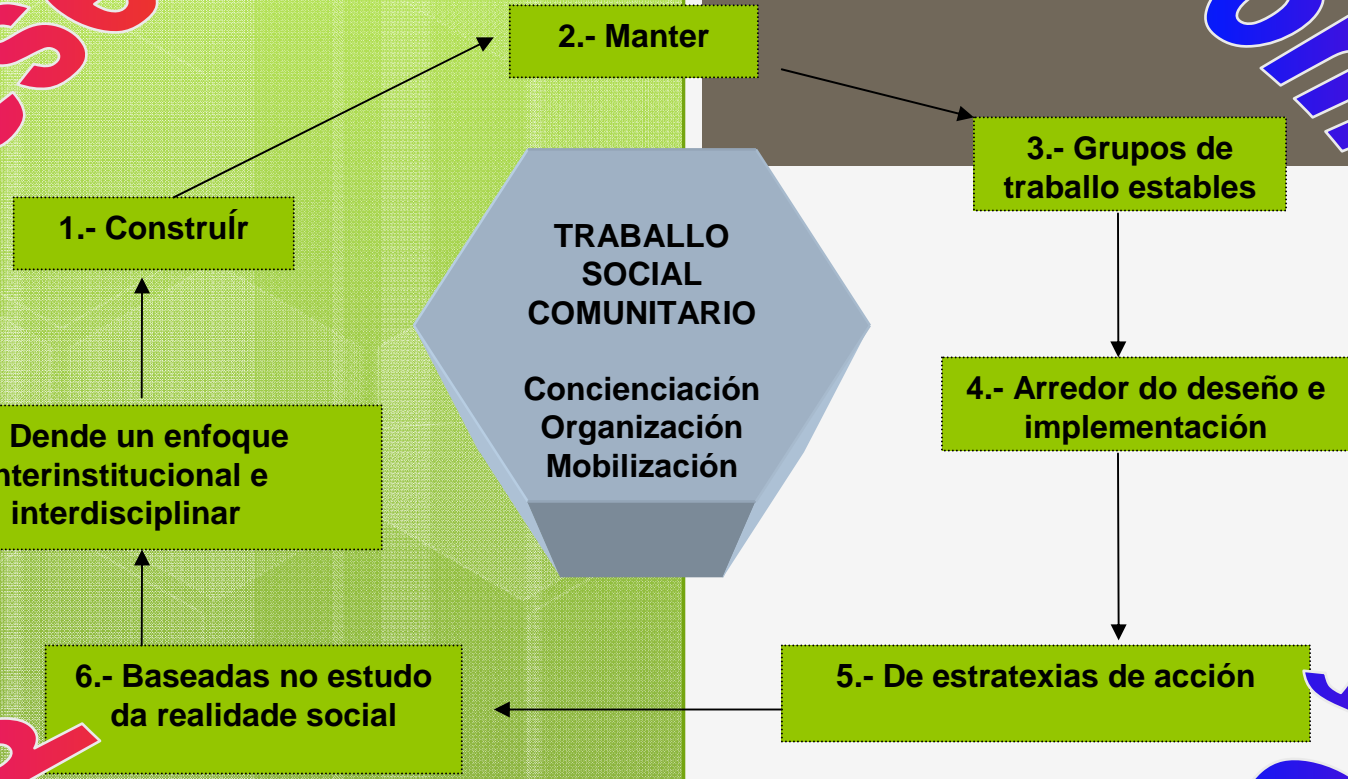 2.- Manter
3.- Grupos de
traballo estables
1.- ConstruÍr
TRABALLO
SOCIAL
COMUNITARIO
Concienciación
Organización
Mobilización
4.- Arredor do deseño e
implementación
Dende un enfoque
nterinstitucional e
interdisciplinar
6.- Baseadas no estudo
da realidade social
5.- De estratexias de acción